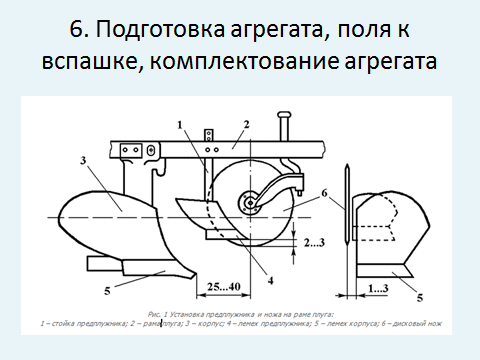 6. Подготовка агрегата, поля к
вспашке, комплектование агрегата
1
2
3
6
2...3
4
5
25...40
1...3
5
Рис. 1 Установка предплужника и ножа на раме плуга:
1 – стойка предплужника; 2 – рама плуга; 3 – корпус; 4 – лемех предплужника; 5 – лемех корпуса; 6 – дисковый нож